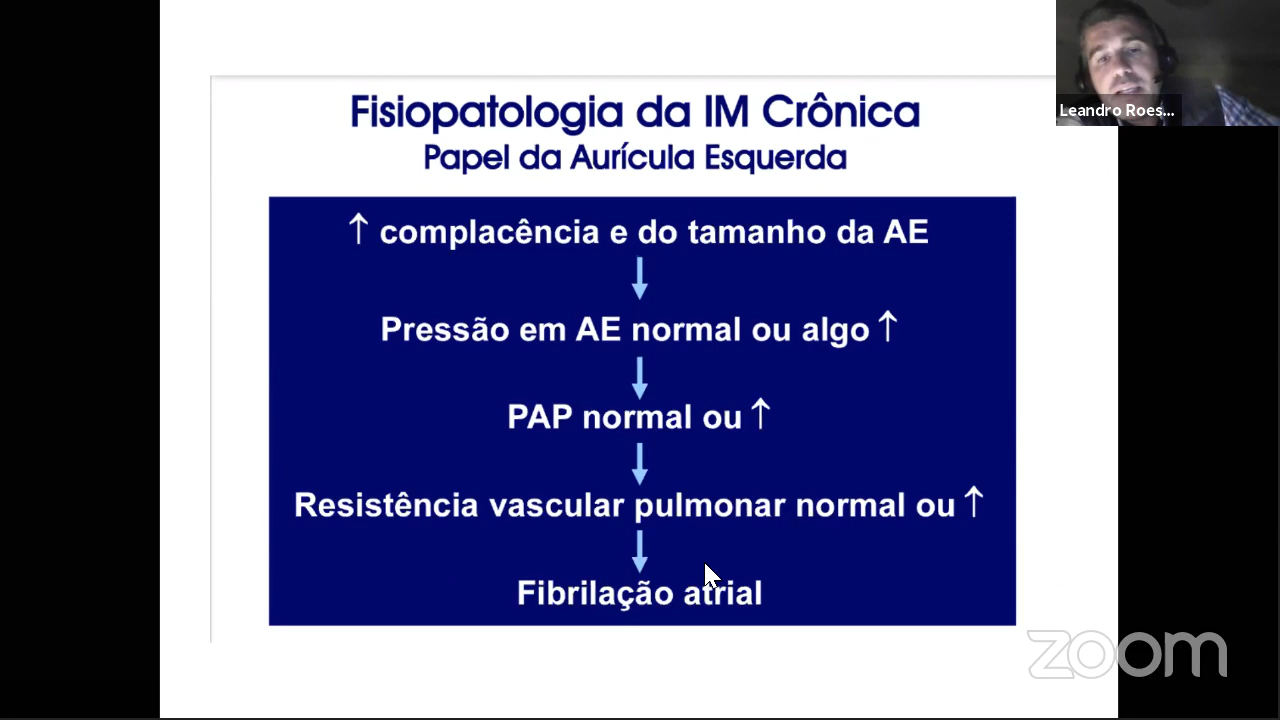 Fisiopatologia da IM Crônica
Papel da Aurícula Esquerda
↑ complacência e do tamanho da AE
Pressão em AE normal ou algo ↑
PAP normal ou ↑
Resistência vascular pulmonar normal ou ↑
Fibrilação atrial
Leandro Roes...
zoom